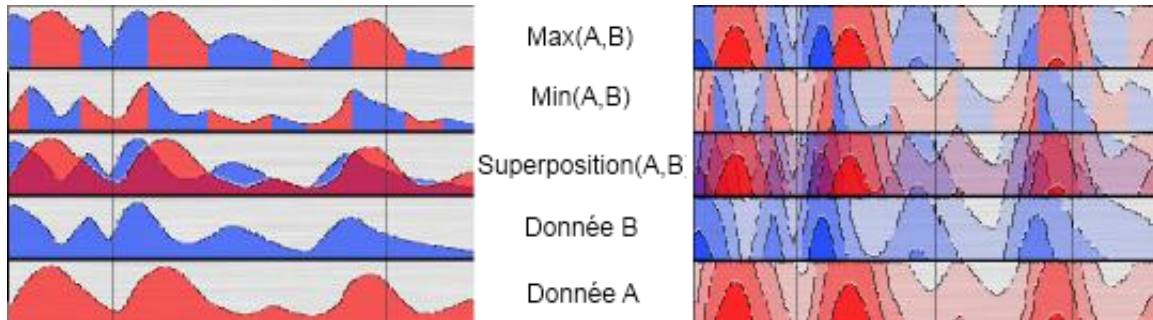 Max(A,B)
Min(A,B)
Superposition(A,B)
Donnée B
Donnée A